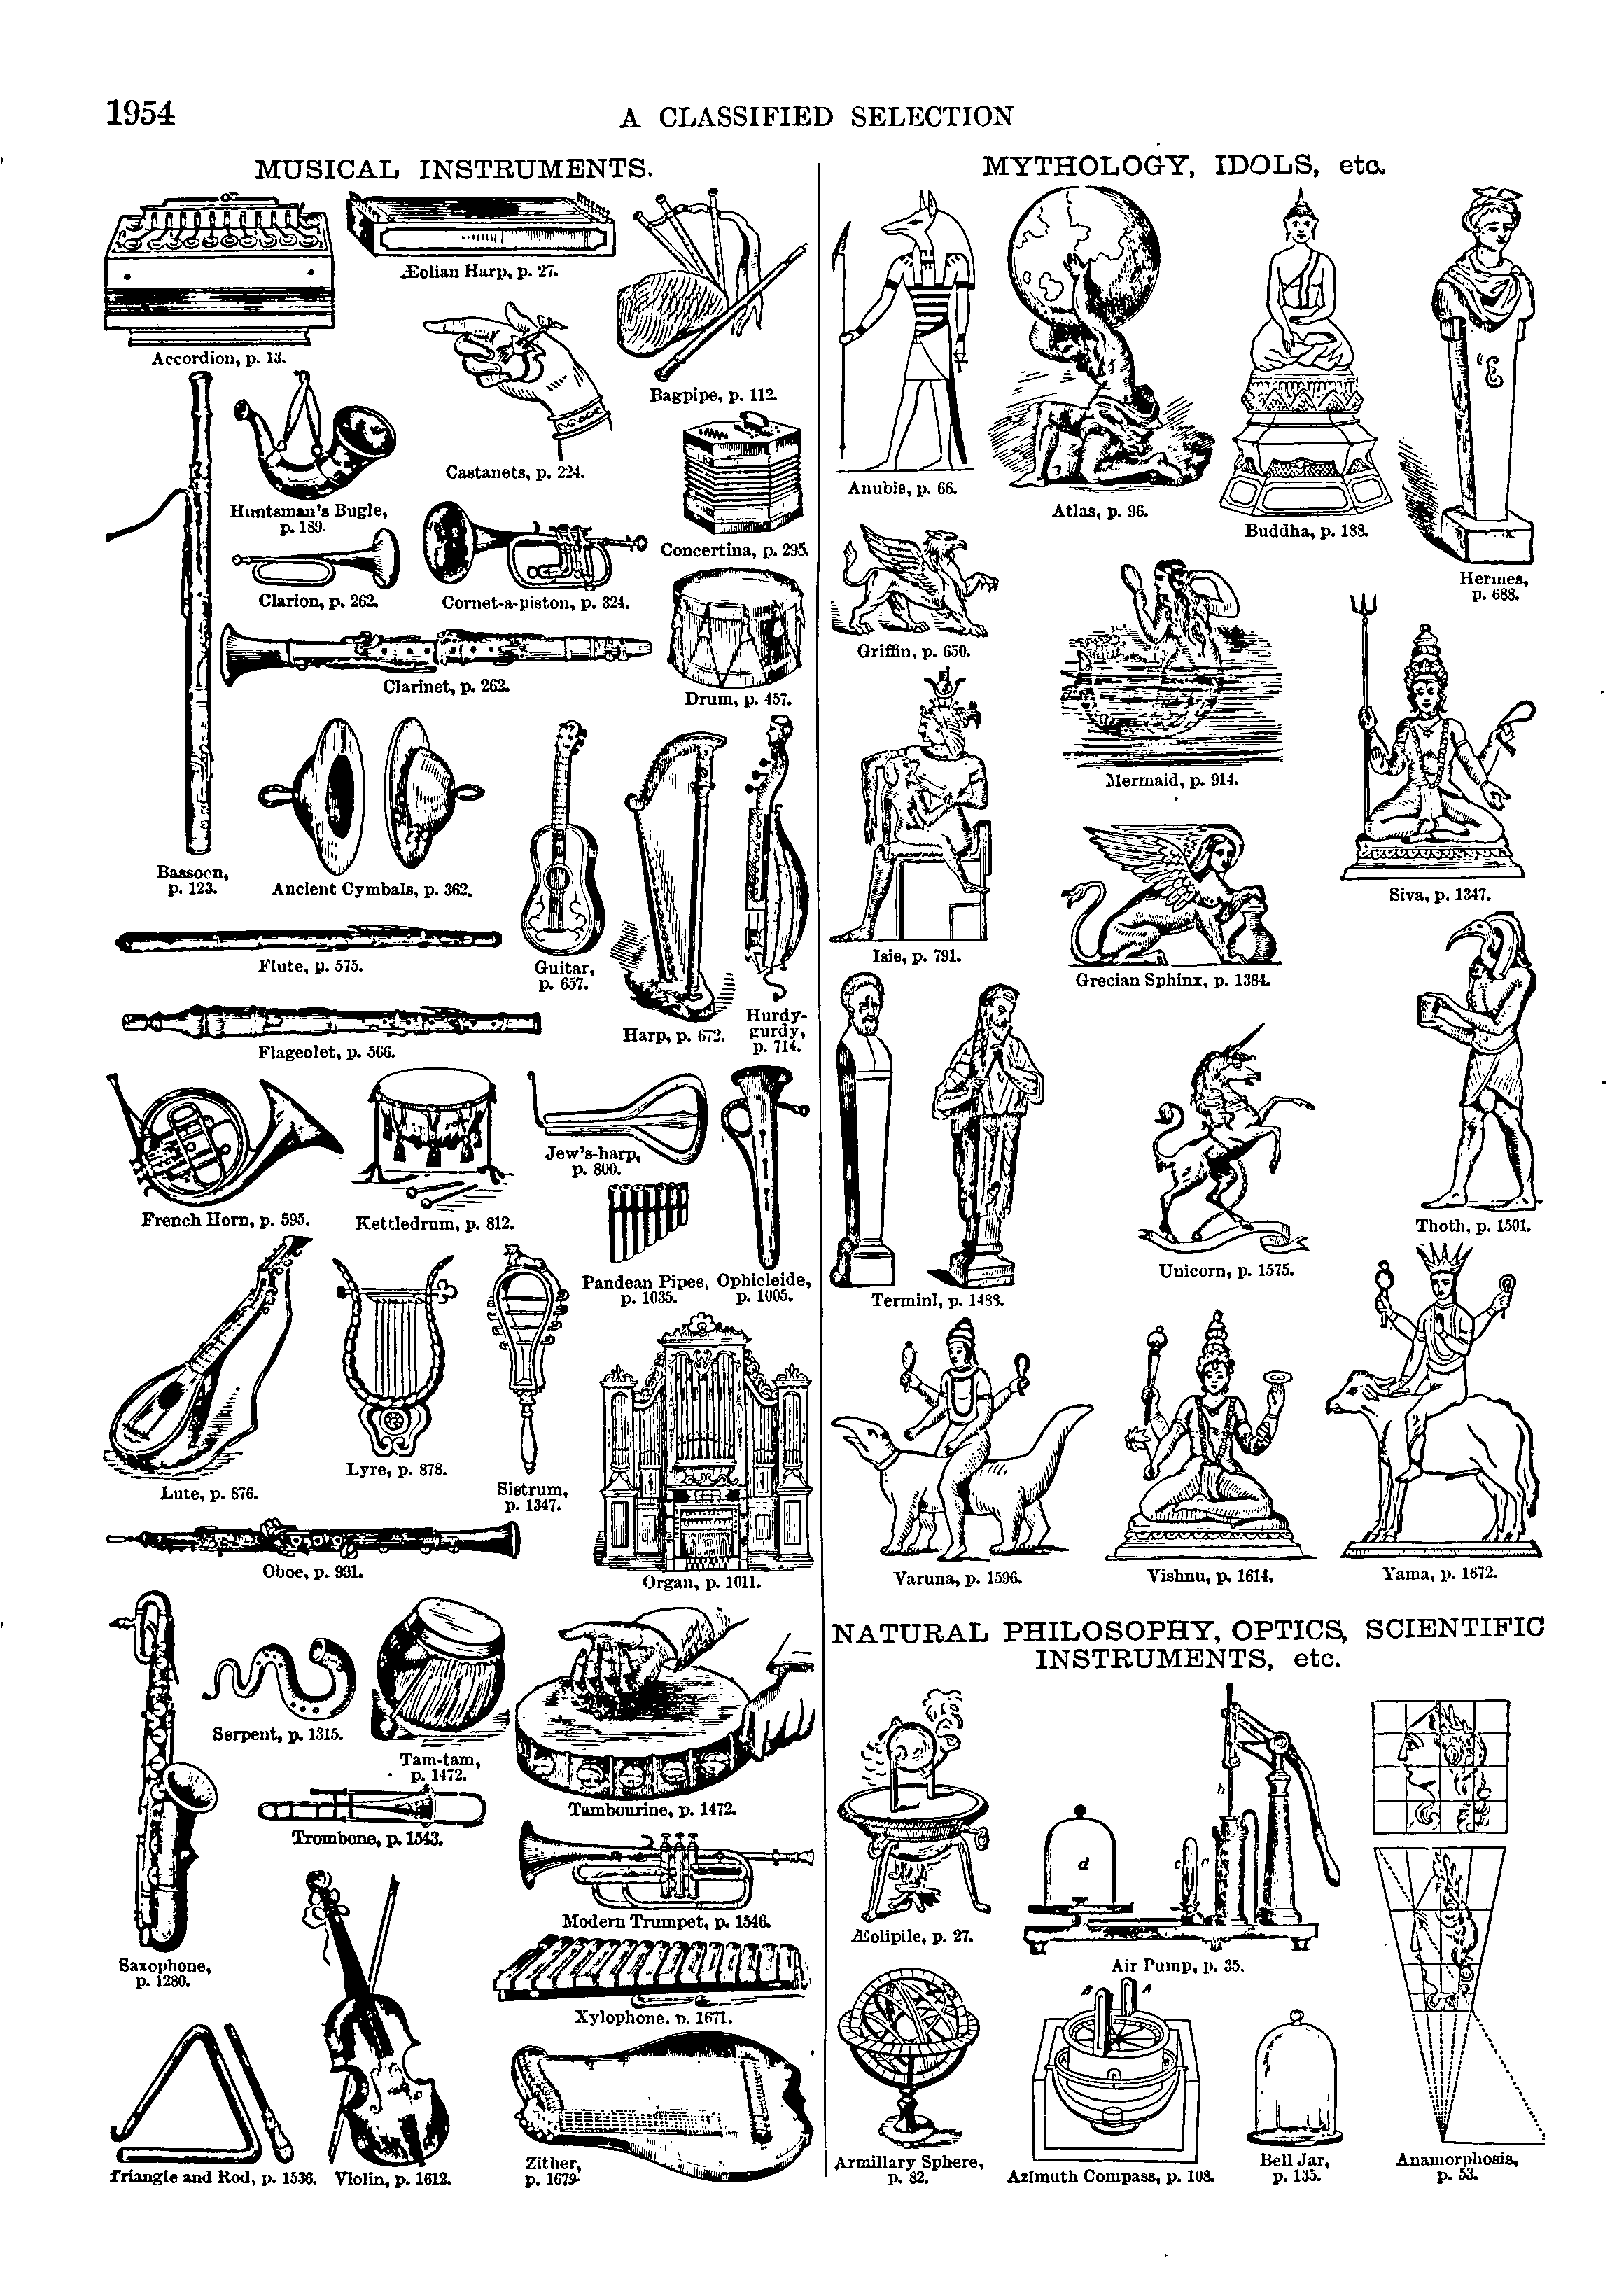 1954
A CLASSIFIED SELECTION
MUSICAL INSTRUMENTS.
Accordion, p. 13.
Æolian Harp, p. 27.
Bagpipe, p. 112.
Castanets, p. 224.
Huntsman's Bugle,
p. 189.
Concertina, p. 295.
Clarion, p. 262.
Cornet-a-piston, p. 324.
Clarinet, p. 262.
Drum, p. 457.
Bassoon,
p. 123.
Ancient Cymbals, p. 362.
Flute, p. 575.
Guitar,
p. 657.
Harp, p. 672.
Hurdy-
gurdy,
p. 714.
Flageolet, p. 566.
French Horn, p. 595.
Kettledrum, p. 812.
Jew's-harp,
p. 800.
Pandean Pipes,
p. 1035.
Ophicleide,
p. 1005.
Lute, p. 876.
Lyre, p. 878.
Sistrum,
p. 1347.
Oboe, p. 991.
Organ, p. 1011.
Serpent, p. 1315.
Tam-tam,
p. 1472.
Tambourine, p. 1472.
Trombone, p. 1543.
Modern Trumpet, p. 1546.
Saxophone,
p. 1280.
Xylophone, p. 1671.
Triangle and Rod, p. 1536.
Violin, p. 1612.
Zither,
p. 1679.
MYTHOLOGY, IDOLS, etc.
Anubis, p. 66.
Atlas, p. 96.
Buddha, p. 188.
Hermes,
p. 688.
Griffin, p. 650.
Mermaid, p. 914.
Siva, p. 1347.
Isis, p. 791.
Grecian Sphinx, p. 1384.
Thoth, p. 1501.
Termini, p. 1488.
Unicorn, p. 1575.
Varuna, p. 1596.
Vishnu, p. 1614.
Yama, p. 1672.
NATURAL PHILOSOPHY, OPTICS, SCIENTIFIC
INSTRUMENTS, etc.
Æolipile, p. 27.
b
d
c
Air Pump, p. 35.
B A
Armillary Sphere,
p. 82.
Azimuth Compass, p. 108.
Bell Jar,
p. 135.
Anamorphosis,
p. 53.